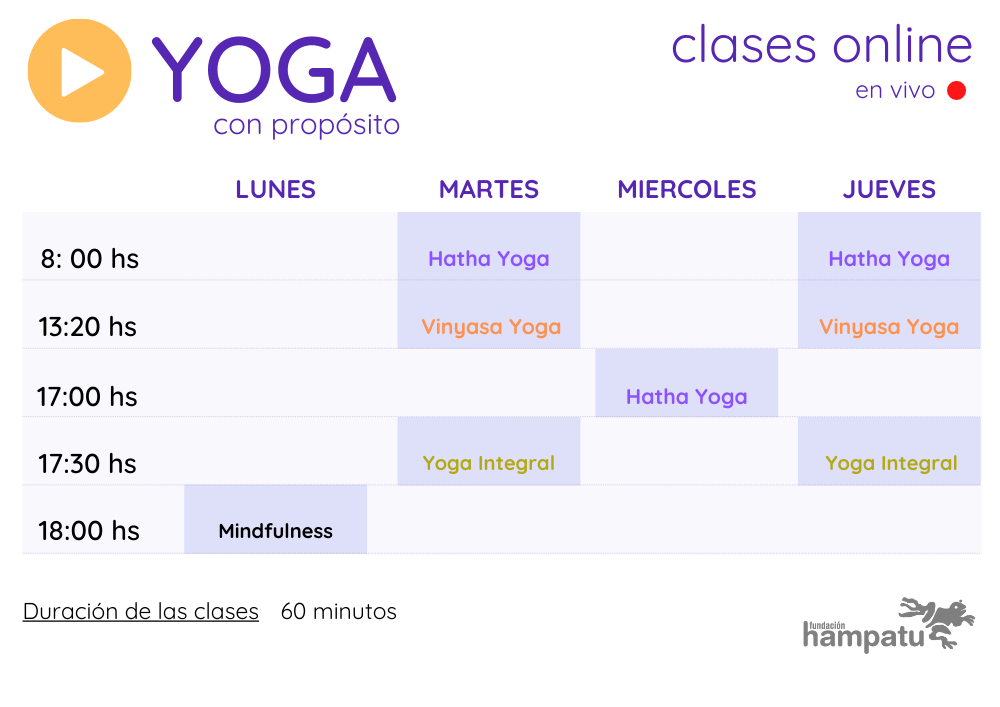 YOGA
con propósito
clases online
en vivo
LUNES MARTES MIERCOLES JUEVES
8: 00 hs Hatha Yoga Hatha Yoga
13:20 hs Vinyasa Yoga Vinyasa Yoga
17:00 hs Hatha Yoga
17:30 hs Yoga Integral Yoga Integral
18:00 hs Mindfulness
Duración de las clases 60 minutos
fundación
hampatu